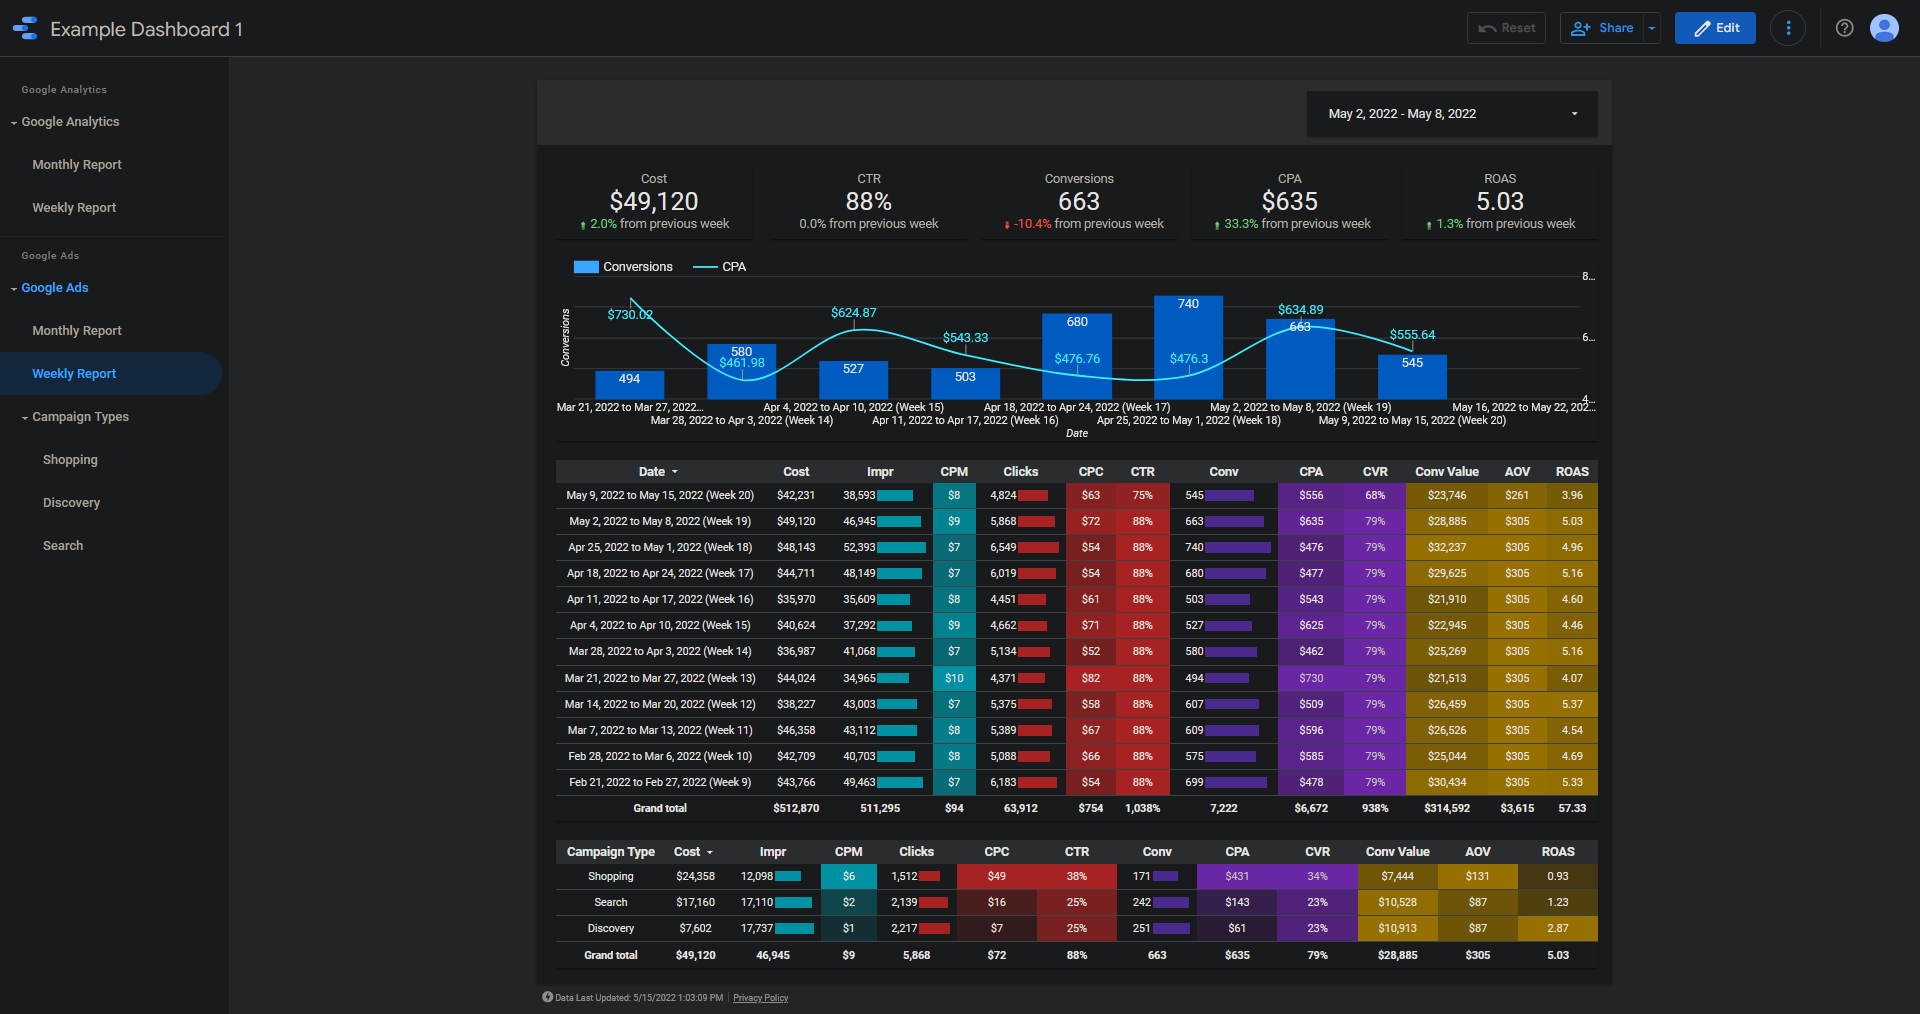 Example Dashboard 1
Reset
Share
Edit
Google Analytics
Google Analytics
Monthly Report
Weekly Report
Google Ads
Google Ads
Monthly Report
Weekly Report
Campaign Types
Shopping
Discovery
Search
May 2, 2022 - May 8, 2022
Cost CTR Conversions CPA ROAS
$49,120 88% 663 $635 5.03
2.0% from previous week 0.0% from previous week -10.4% from previous week 33.3% from previous week 1.3% from previous week
Conversions CPA
8...
6...
4...
Conversions
$730.02 $461.98 $624.87 $543.33 $476.76 $476.3 $634.89 $555.64
494 580 527 503 680 740 663 545
Mar 21, 2022 to Mar 27, 2022... Apr 4, 2022 to Apr 10, 2022 (Week 15) Apr 18, 2022 to Apr 24, 2022 (Week 17) May 2, 2022 to May 8, 2022 (Week 19) May 16, 2022 to May 22, 202...
Mar 28, 2022 to Apr 3, 2022 (Week 14) Apr 11, 2022 to Apr 17, 2022 (Week 16) Apr 25, 2022 to May 1, 2022 (Week 18) May 9, 2022 to May 15, 2022 (Week 20)
Date
Date Cost Impr CPM Clicks CPC CTR Conv CPA CVR Conv Value AOV ROAS
May 9, 2022 to May 15, 2022 (Week 20) $42,231 38,593 $8 4,824 $63 75% 545 $556 68% $23,746 $261 3.96
May 2, 2022 to May 8, 2022 (Week 19) $49,120 46,945 $9 5,868 $72 88% 663 $635 79% $28,885 $305 5.03
Apr 25, 2022 to May 1, 2022 (Week 18) $48,143 52,393 $7 6,549 $54 88% 740 $476 79% $32,237 $305 4.96
Apr 18, 2022 to Apr 24, 2022 (Week 17) $44,711 48,149 $7 6,019 $54 88% 680 $477 79% $29,625 $305 5.16
Apr 11, 2022 to Apr 17, 2022 (Week 16) $35,970 35,609 $8 4,451 $61 88% 503 $543 79% $21,910 $305 4.60
Apr 4, 2022 to Apr 10, 2022 (Week 15) $40,624 37,292 $9 4,662 $71 88% 527 $625 79% $22,945 $305 4.46
Mar 28, 2022 to Apr 3, 2022 (Week 14) $36,987 41,068 $7 5,134 $52 88% 580 $462 79% $25,269 $305 5.16
Mar 21, 2022 to Mar 27, 2022 (Week 13) $44,024 34,965 $10 4,371 $82 88% 494 $730 79% $21,513 $305 4.07
Mar 14, 2022 to Mar 20, 2022 (Week 12) $38,227 43,003 $7 5,375 $58 88% 607 $509 79% $26,459 $305 5.37
Mar 7, 2022 to Mar 13, 2022 (Week 11) $46,358 43,112 $8 5,389 $67 88% 609 $596 79% $26,526 $305 4.54
Feb 28, 2022 to Mar 6, 2022 (Week 10) $42,709 40,703 $8 5,088 $66 88% 575 $585 79% $25,044 $305 4.69
Feb 21, 2022 to Feb 27, 2022 (Week 9) $43,766 49,463 $7 6,183 $54 88% 699 $478 79% $30,434 $305 5.33
Grand total $512,870 511,295 $94 63,912 $754 1,038% 7,222 $6,672 938% $314,592 $3,615 57.33
Campaign Type Cost Impr CPM Clicks CPC CTR Conv CPA CVR Conv Value AOV ROAS
Shopping $24,358 12,098 $6 1,512 $49 38% 171 $431 34% $7,444 $131 0.93
Search $17,160 17,110 $2 2,139 $16 25% 242 $143 23% $10,528 $87 1.23
Discovery $7,602 17,737 $1 2,217 $7 25% 251 $61 23% $10,913 $87 2.87
Grand total $49,120 46,945 $9 5,868 $72 88% 663 $635 79% $28,885 $305 5.03
Data Last Updated: 5/15/2022 1:03:09 PM Privacy Policy